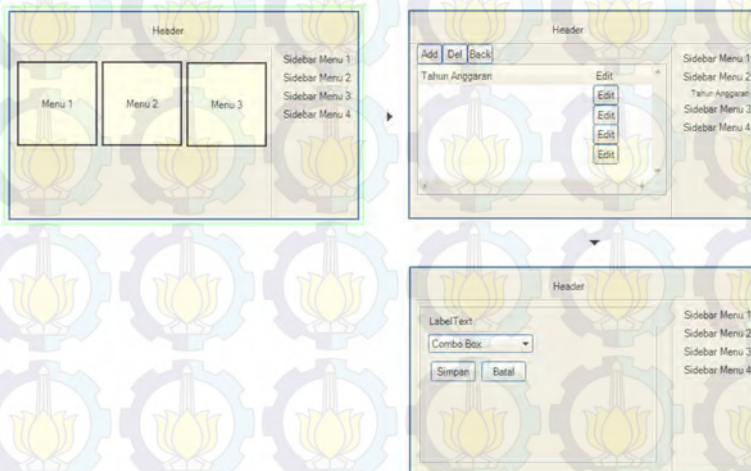 Header
Sidebar Menu 1
Sidebar Menu 2
Sidebar Menu 3
Sidebar Menu 4
Menu 1
Menu 2
Menu 3
Header
Add Del Back
Tahun Anggaran Edit
Edit
Edit
Edit
Edit
Sidebar Menu 1
Sidebar Menu 2
Tahun Anggaran
Sidebar Menu 3
Sidebar Menu 4
Header
LabelText
Combo Box
Simpan Batal
Sidebar Menu 1
Sidebar Menu 2
Sidebar Menu 3
Sidebar Menu 4